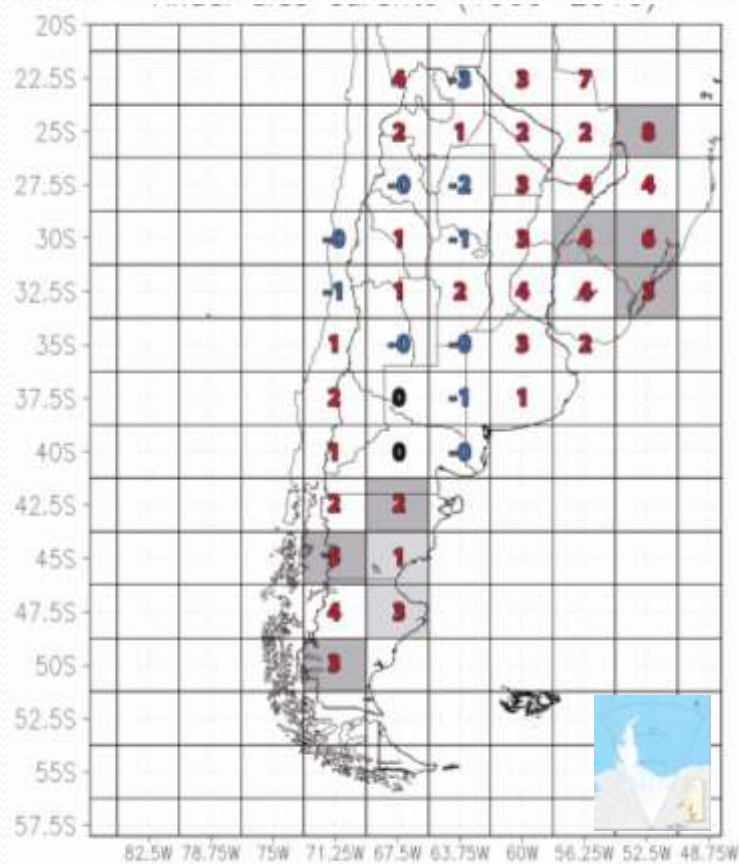 20S
22.5S 4 -3 3 7
25S 2 1 2 2 8
27.5S -0 -2 3 4 4
30S -0 1 -1 3 4 6
32.5S -1 1 2 4 4 3
35S 1 -0 -0 3 2
37.5S 2 0 -1 1
40S 1 0 -0
42.5S 2 2
45S 1
47.5S 4 3
50S 3
52.5S
55S
57.5S
82.5W 78.75W 75W 71.25W 67.5W 63.75W 60W 56.25W 52.5W 48.75W